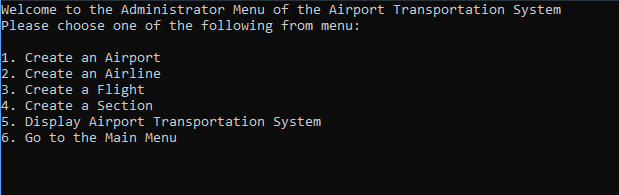 Welcome to the Administrator Menu of the Airport Transportation System
Please choose one of the following from menu:
1. Create an Airport
2. Create an Airline
3. Create a Flight
4. Create a Section
5. Display Airport Transportation System
6. Go to the Main Menu